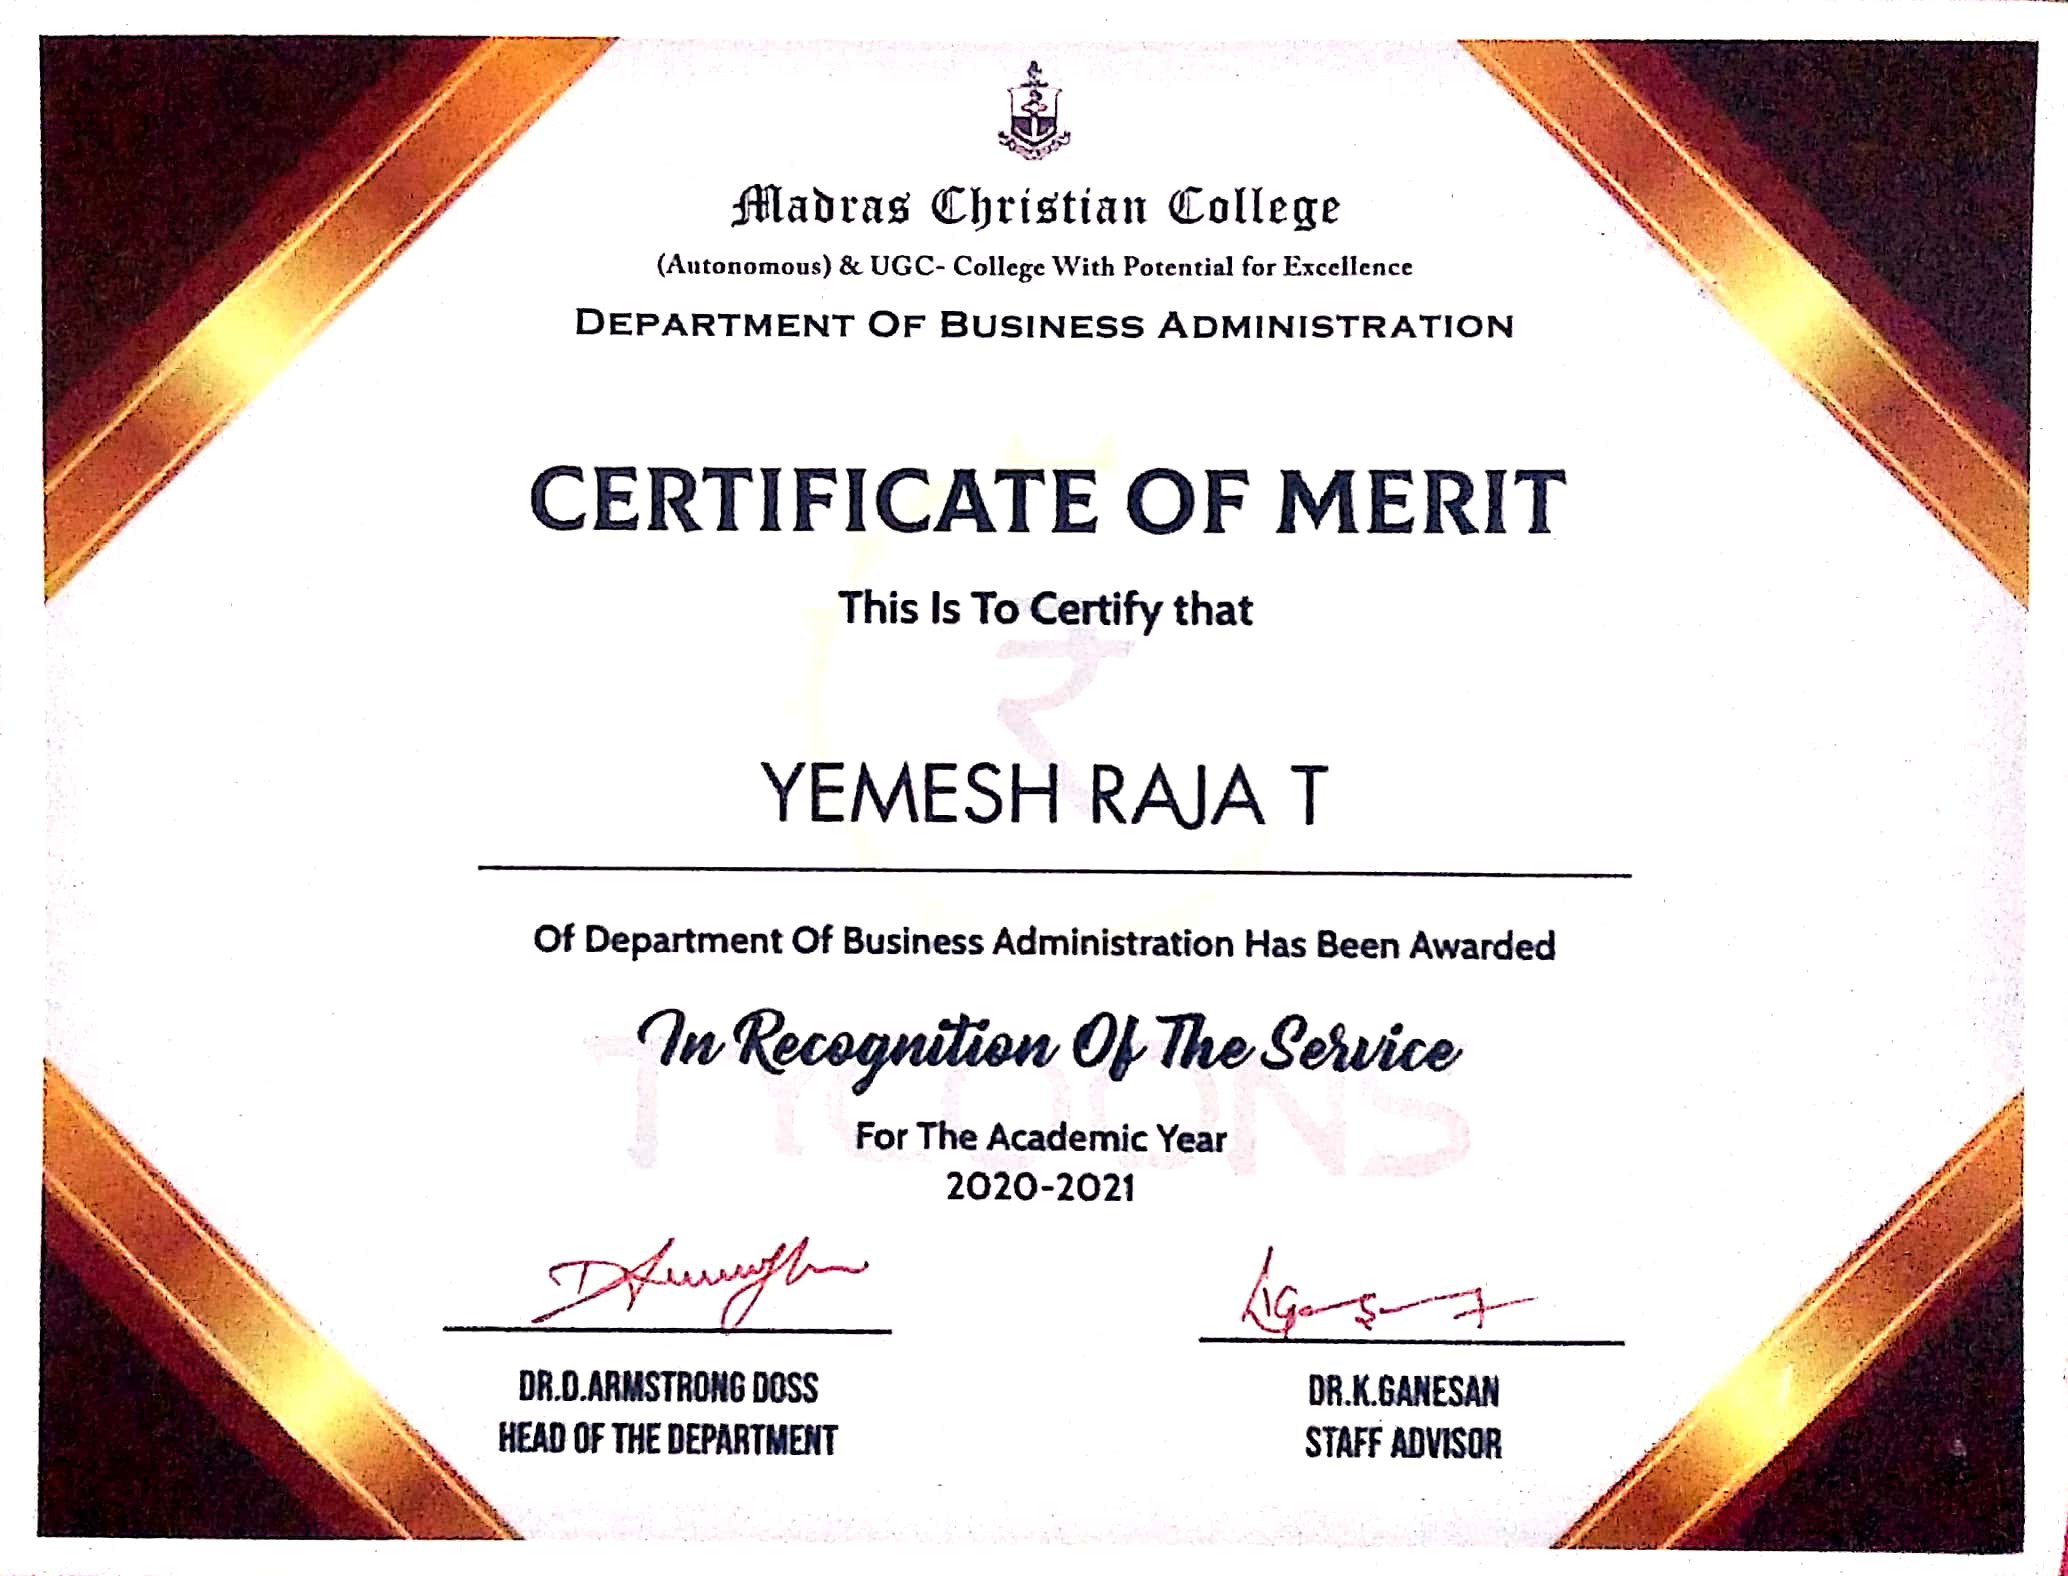 Madras Christian College
(Autonomous) & UGC- College With Potential for Excellence
DEPARTMENT OF BUSINESS ADMINISTRATION
CERTIFICATE OF MERIT
This Is To Certify that
₹
YEMESH RAJA T
Of Department Of Business Administration Has Been Awarded
In Recognition Of The Service
TYCOONS
For The Academic Year
2020-2021
DR.D.ARMSTRONG DOSS
HEAD OF THE DEPARTMENT
DR.K.GANESAN
STAFF ADVISOR